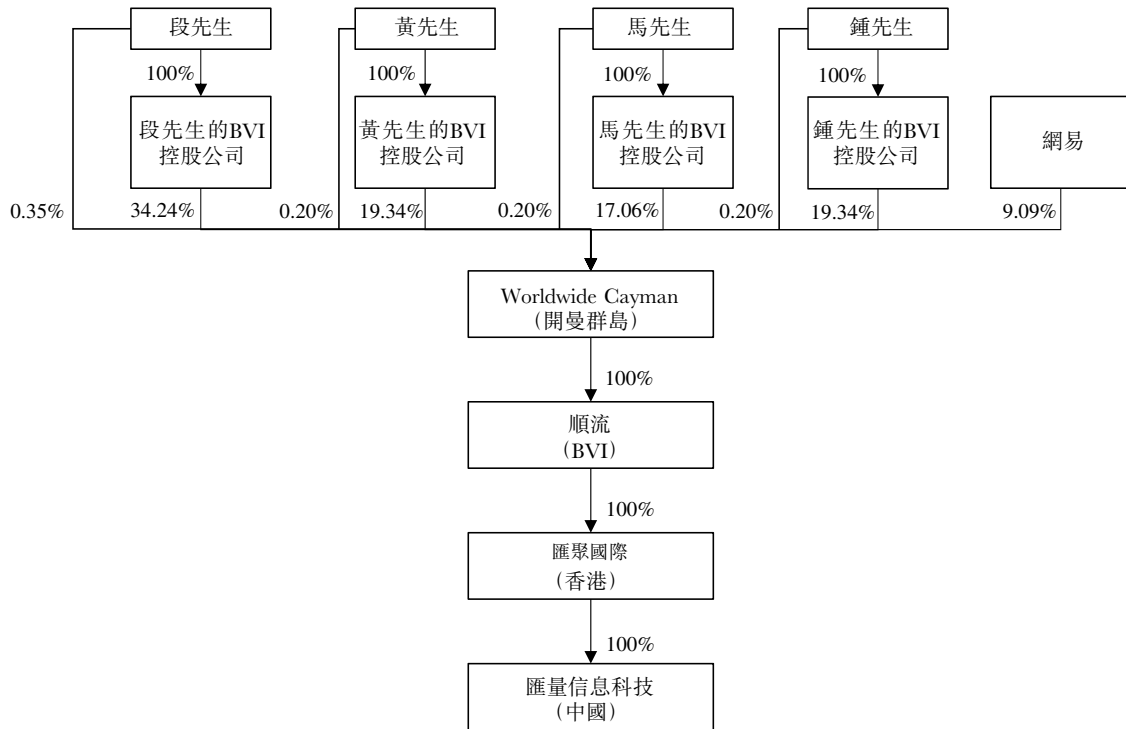 段先生
黃先生
馬先生
鍾先生
100%
100%
100%
100%
段先生的BVI
控股公司
黃先生的BVI
控股公司
馬先生的BVI
控股公司
鍾先生的BVI
控股公司
網易
0.35%
34.24%
0.20%
19.34%
0.20%
17.06%
0.20%
19.34%
9.09%
Worldwide Cayman
（開曼群島）
100%
順流
(BVI)
100%
匯聚國際
（香港）
100%
匯量信息科技
（中國）